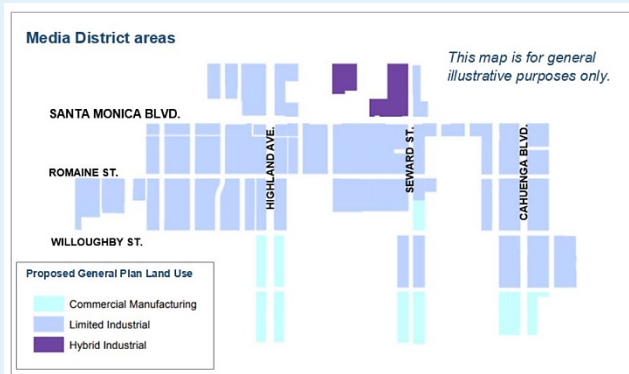 Media District areas
This map is for general
illustrative purposes only.
SANTA MONICA BLVD.
HIGHLAND AVE.
SEWARD ST.
CAHUENGA BLVD.
ROMAINE ST.
WILLOUGHBY ST.
Proposed General Plan Land Use
Commercial Manufacturing
Limited Industrial
Hybrid Industrial